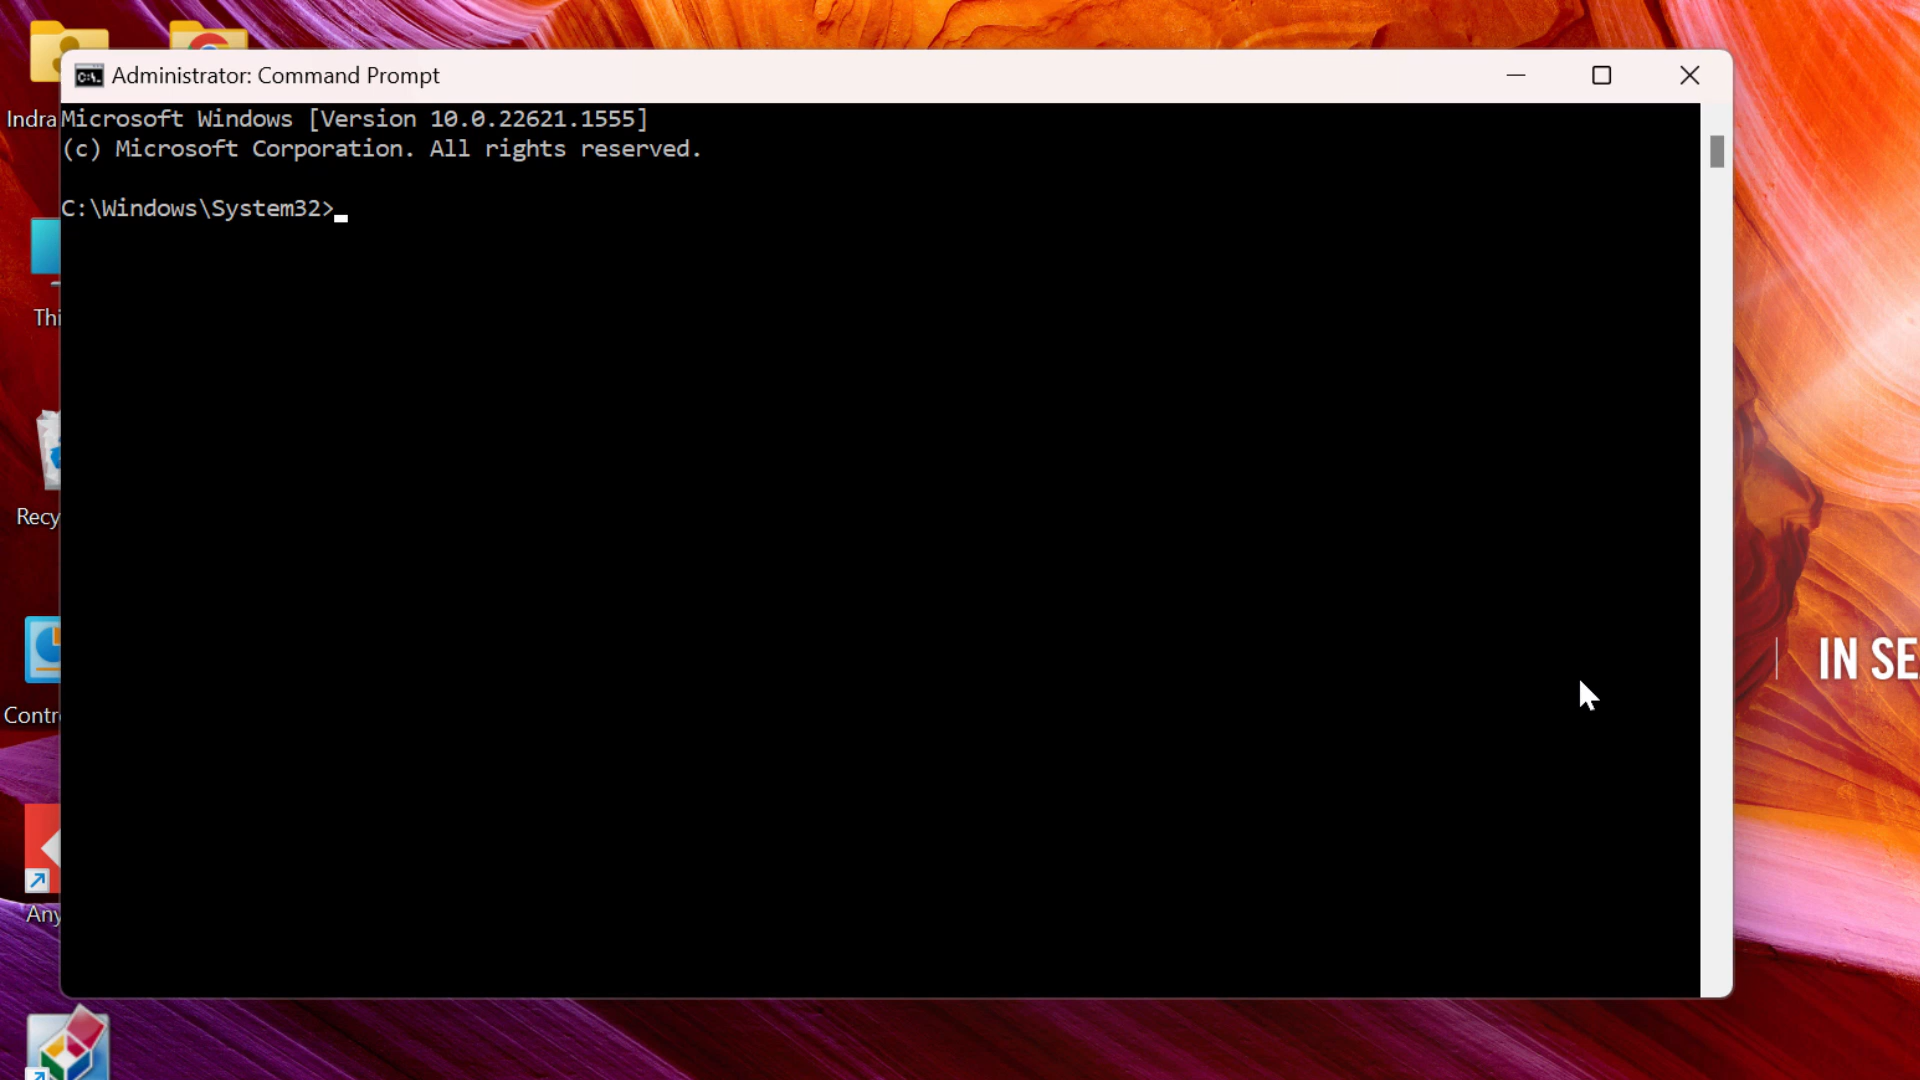 Administrator: Command Prompt
Microsoft Windows [Version 10.0.22621.1555]
(c) Microsoft Corporation. All rights reserved.
C:\Windows\System32>
Indra
Thi
Recy
Contr
Any
IN SE